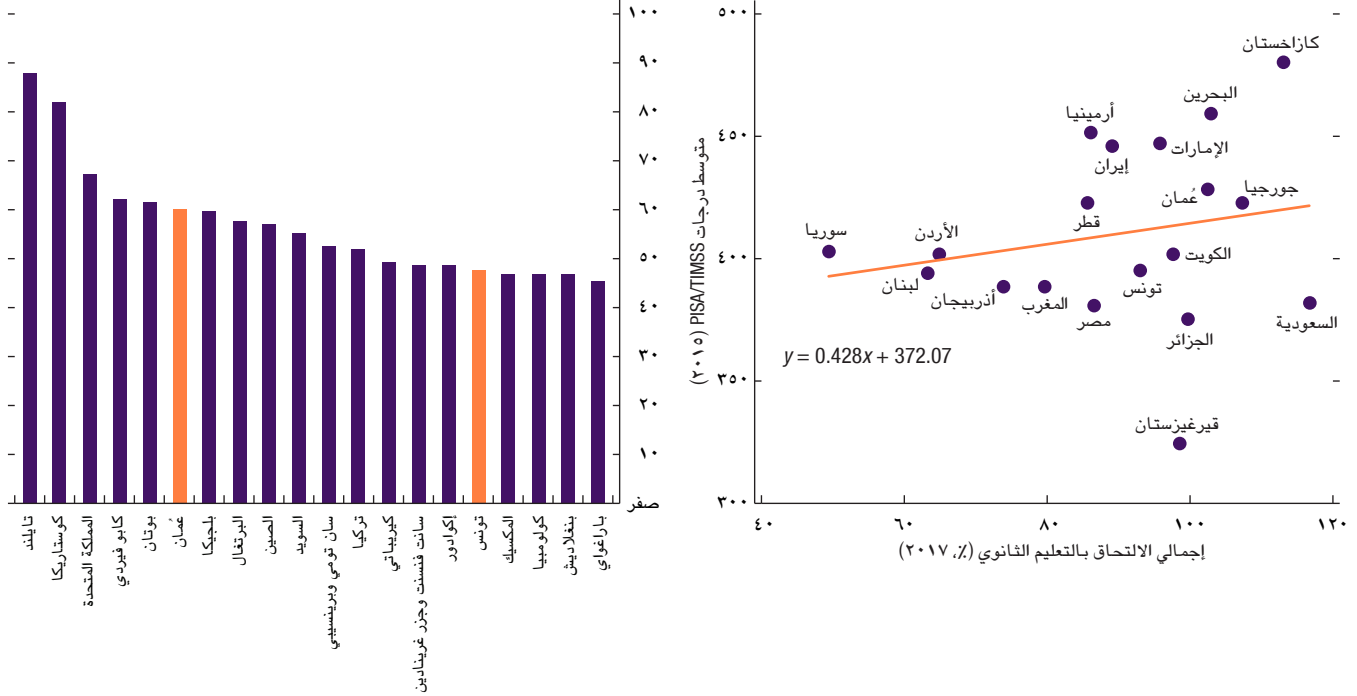 متوسط درجات PISA/TIMSS (٢٠١٥)
٥٠٠
٤٥٠
٤٠٠
٣٥٠
٣٠٠
كازاخستان
البحرين
أرمينيا
الإمارات
إيران
جورجيا
عُمان
قطر
سوريا
الأردن
الكويت
لبنان
أذربيجان
المغرب
تونس
مصر
الجزائر
السعودية
y = 0.428x + 372.07
قيرغيزستان
٤٠
٦٠
٨٠
١٠٠
١٢٠
إجمالي الالتحاق بالتعليم الثانوي (٪، ٢٠١٧)
١٠٠
٩٠
٨٠
٧٠
٦٠
٥٠
٤٠
٣٠
٢٠
١٠
صفر
باراغواي
بنغلاديش
كولومبيا
المكسيك
تونس
إكوادور
سانت فنسنت وجزر غرينادين
كيريباتي
تركيا
سان تومي وبرينسيبي
السويد
الصين
البرتغال
بلجيكا
عُمان
بوتان
كابو فيردي
المملكة المتحدة
كوستاريكا
تايلند